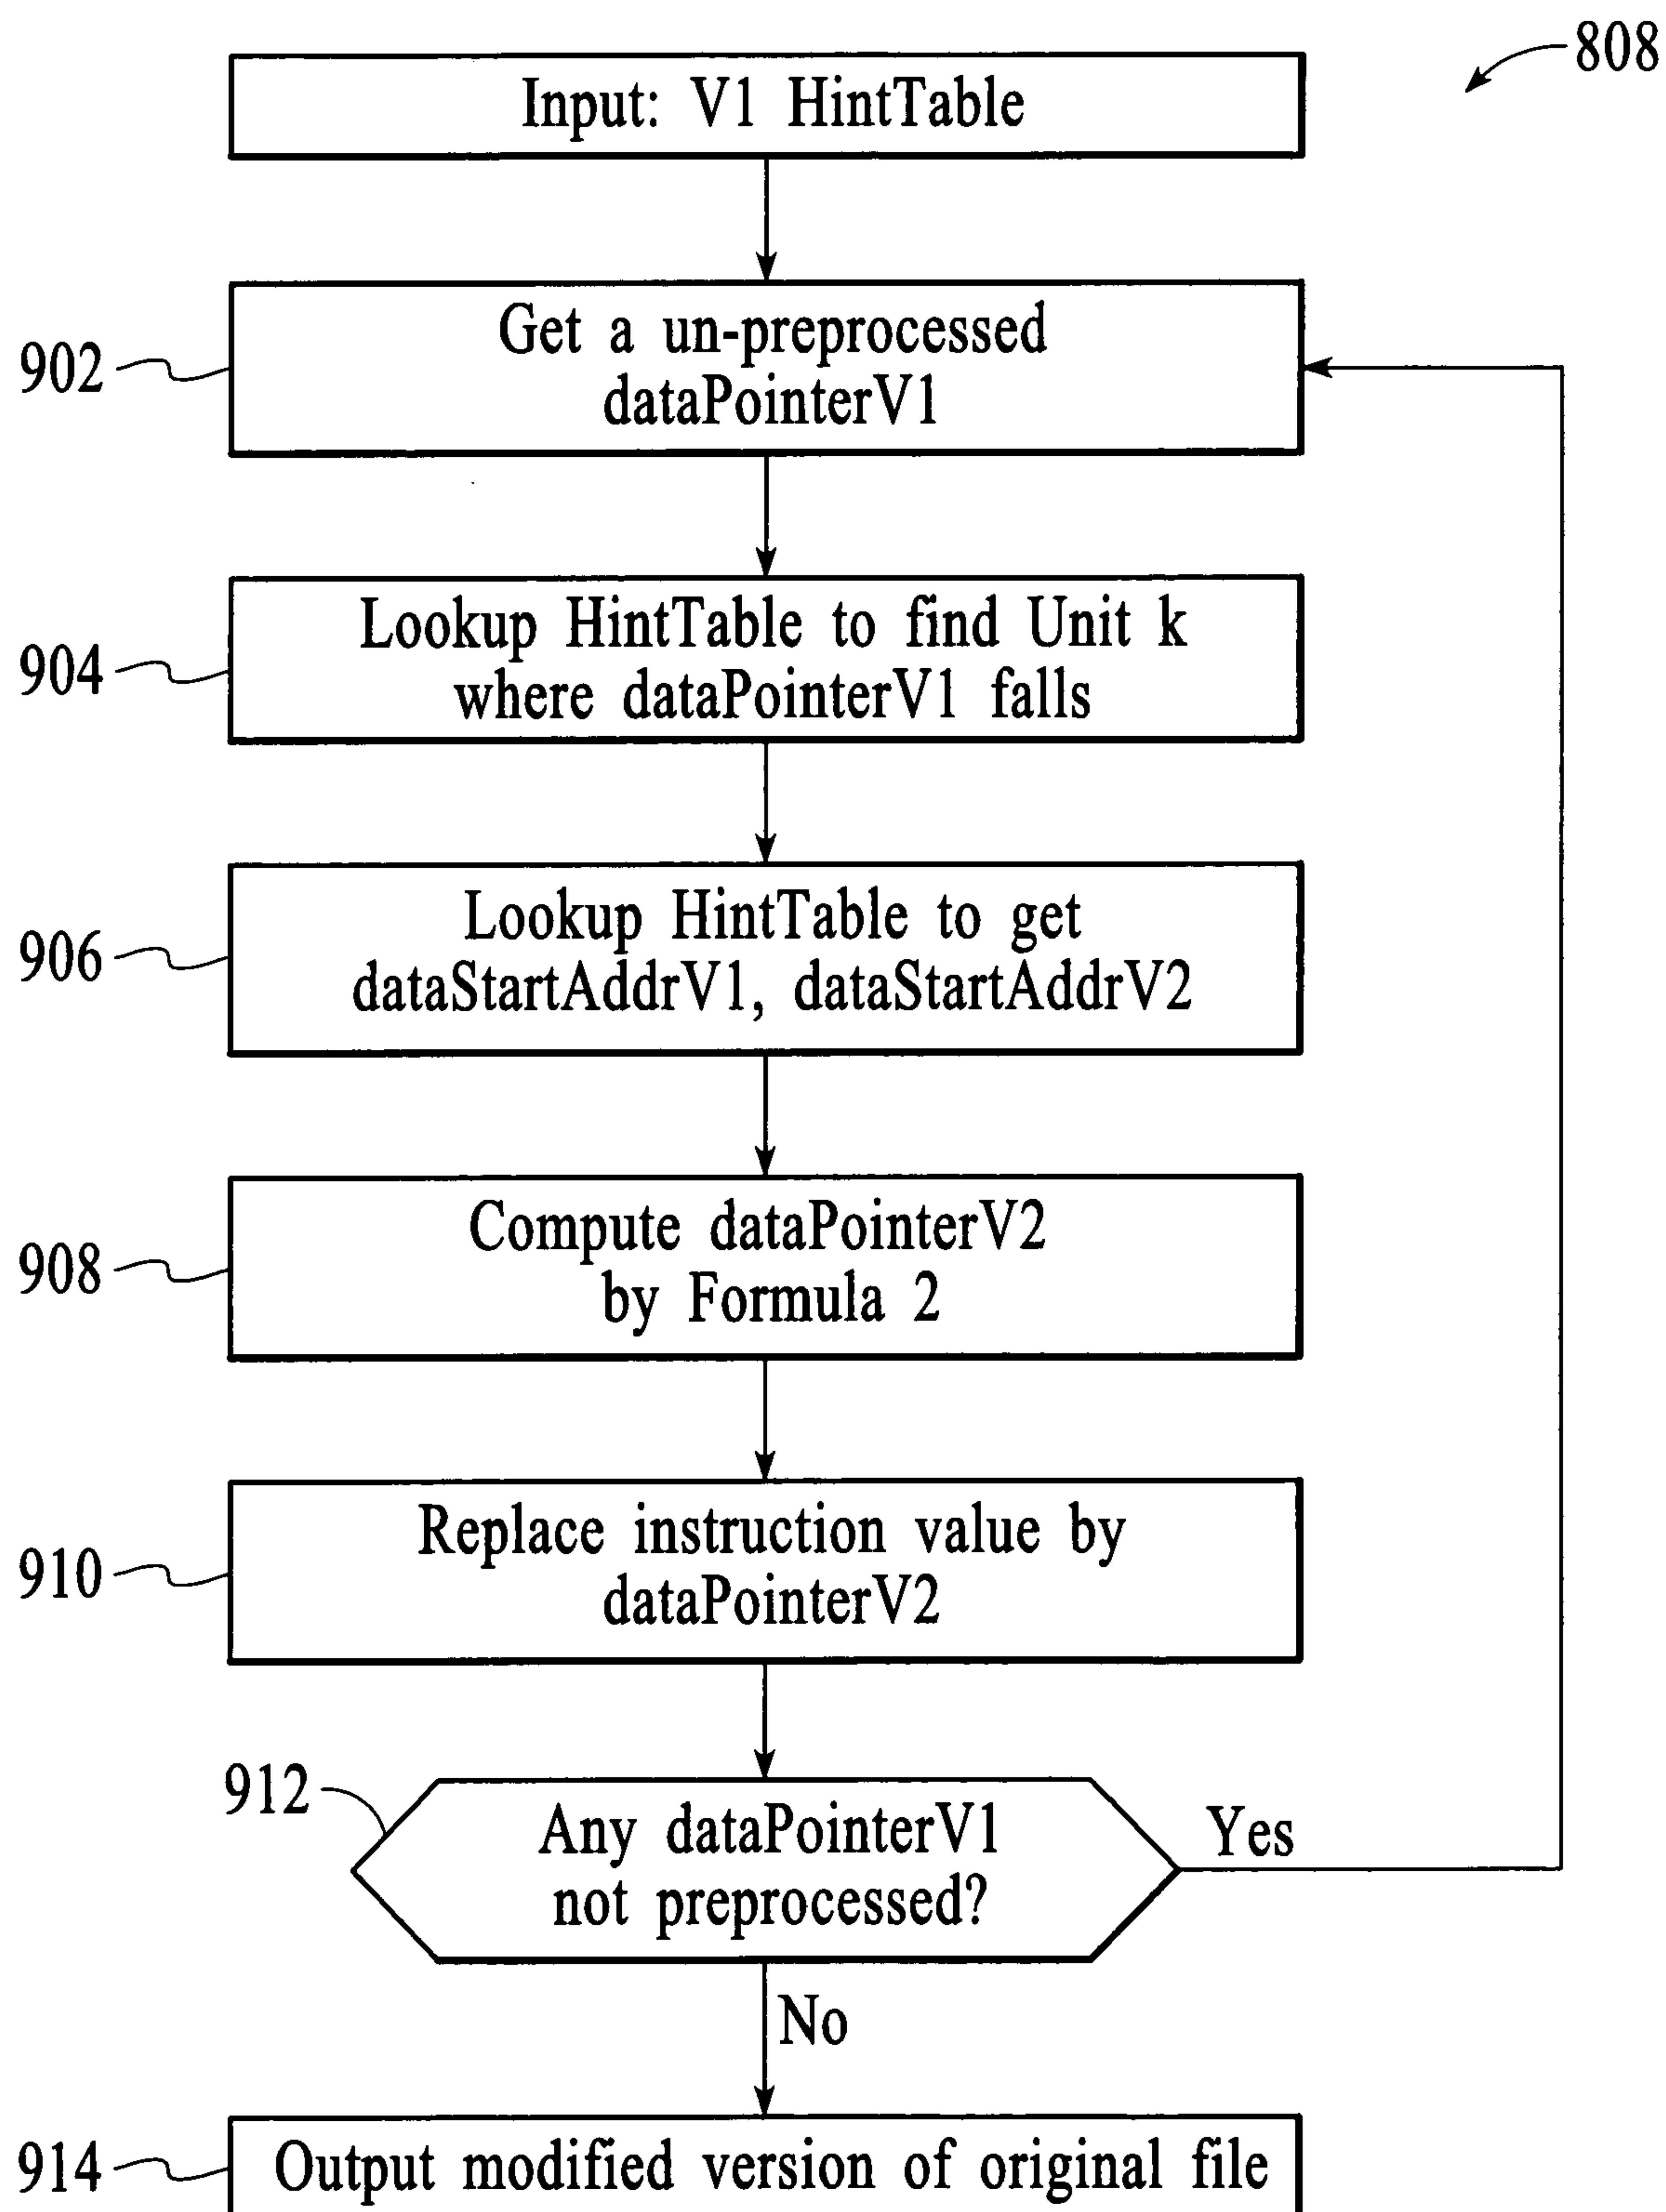 808
Input: V1 HintTable
902
Get a un-preprocessed
dataPointerV1
904
Lookup HintTable to find Unit k
where dataPointerV1 falls
906
Lookup HintTable to get
dataStartAddrV1, dataStartAddrV2
908
Compute dataPointerV2
by Formula 2
910
Replace instruction value by
dataPointerV2
912
Any dataPointerV1
not preprocessed?
Yes
No
914
Output modified version of original file